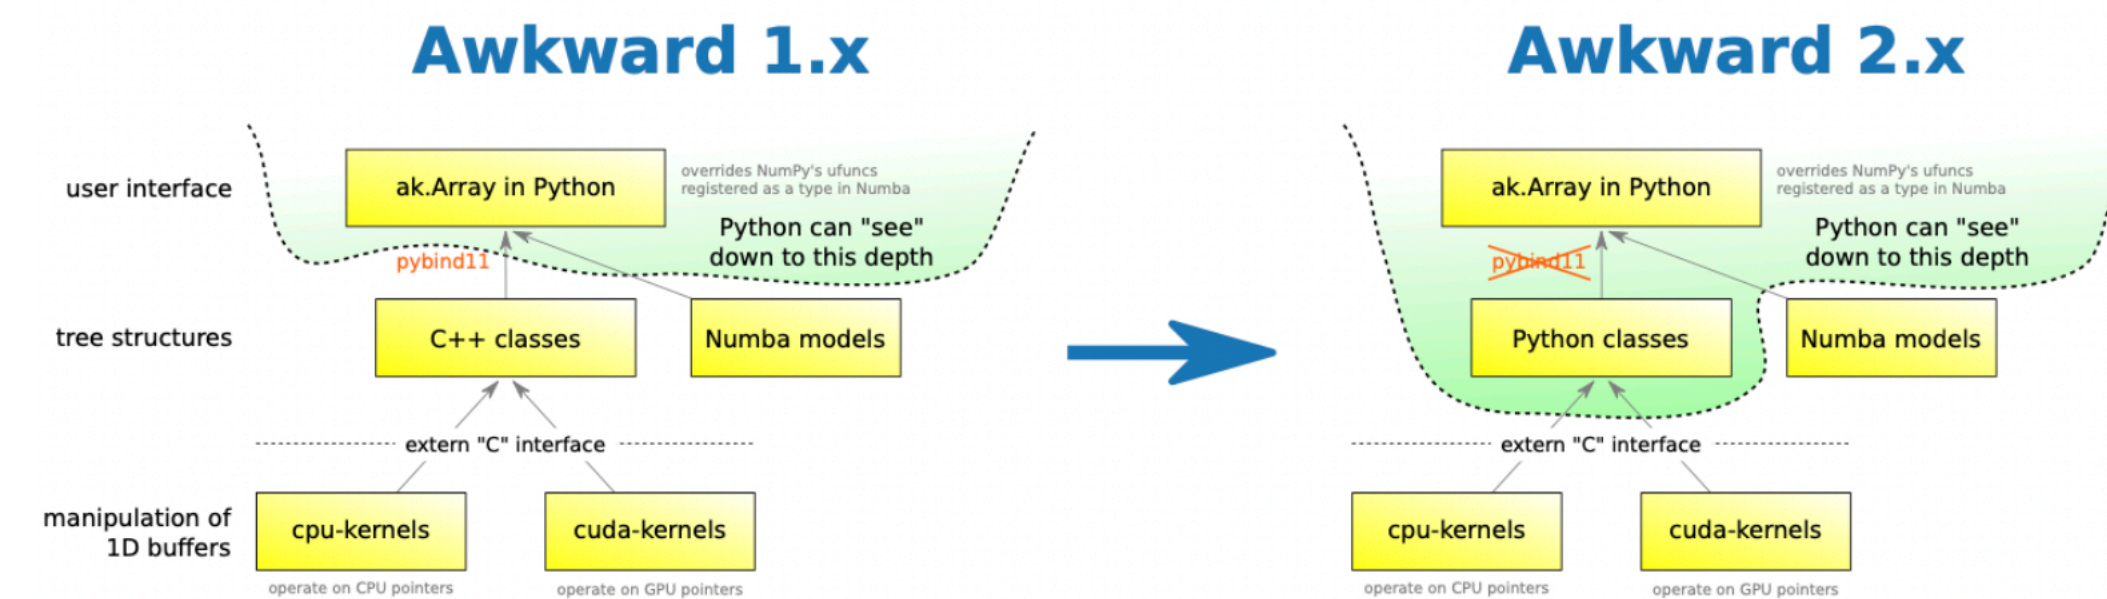 Awkward 1.x
user interface
ak.Array in Python
overrides NumPy's ufuncs
registered as a type in Numba
Python can "see"
down to this depth
pybind11
tree structures
C++ classes
Numba models
extern "C" interface
manipulation of
1D buffers
cpu-kernels
cuda-kernels
operate on CPU pointers
operate on GPU pointers
Awkward 2.x
ak.Array in Python
overrides NumPy's ufuncs
registered as a type in Numba
Python can "see"
down to this depth
pybind11
Python classes
Numba models
extern "C" interface
cpu-kernels
cuda-kernels
operate on CPU pointers
operate on GPU pointers